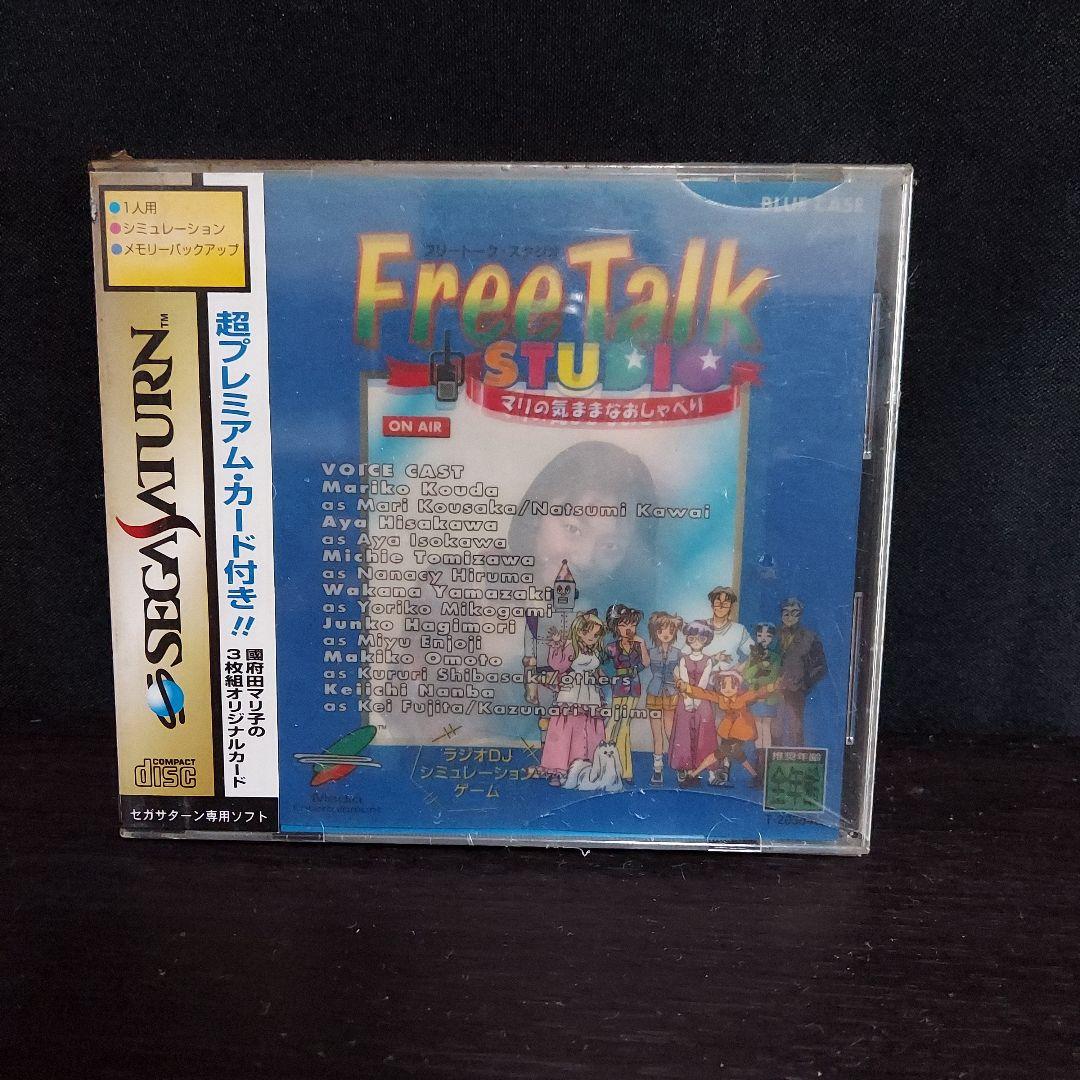 ●1人用
●シミュレーション
●メモリーバックアップ
SEGA SATURN™
COMPACT
disc
超プレミアム・カード付き!!
國府田マリ子の
3枚組オリジナルカード
セガサターン専用ソフト
BLUE CASE
フリートーク・スタジオ
Free Talk
STUDIO
マリの気ままなおしゃべり
ON AIR
VOICE CAST
Mariko Kouda
as Mari Kousaka/Natsumi Kawai
Aya Hisakawa
as Aya Isokawa
Michie Tomizawa
as Nanacy Hiruma
Wakana Yamazaki
as Yoriko Mikogami
Junko Hagimori
as Miyu Enjoji
Makiko Omoto
as Kururi Shibasaki/others
Keiichi Nanba
as Kei Fujita/Kazunari Tajima
™
Media
Entertainment
ラジオDJ
シミュレーション
ゲーム
推奨年齢
全年齢